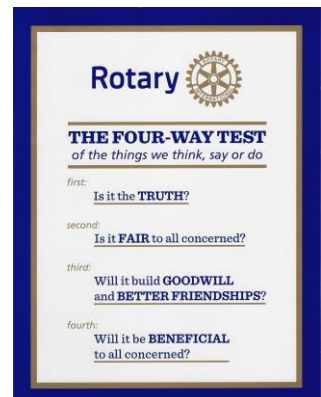 Rotary
ROTARY
INTERNATIONAL
THE FOUR-WAY TEST
of the things we think, say or do
first:
Is it the TRUTH?
second:
Is it FAIR to all concerned?
third:
Will it build GOODWILL
and BETTER FRIENDSHIPS?
fourth:
Will it be BENEFICIAL
to all concerned?